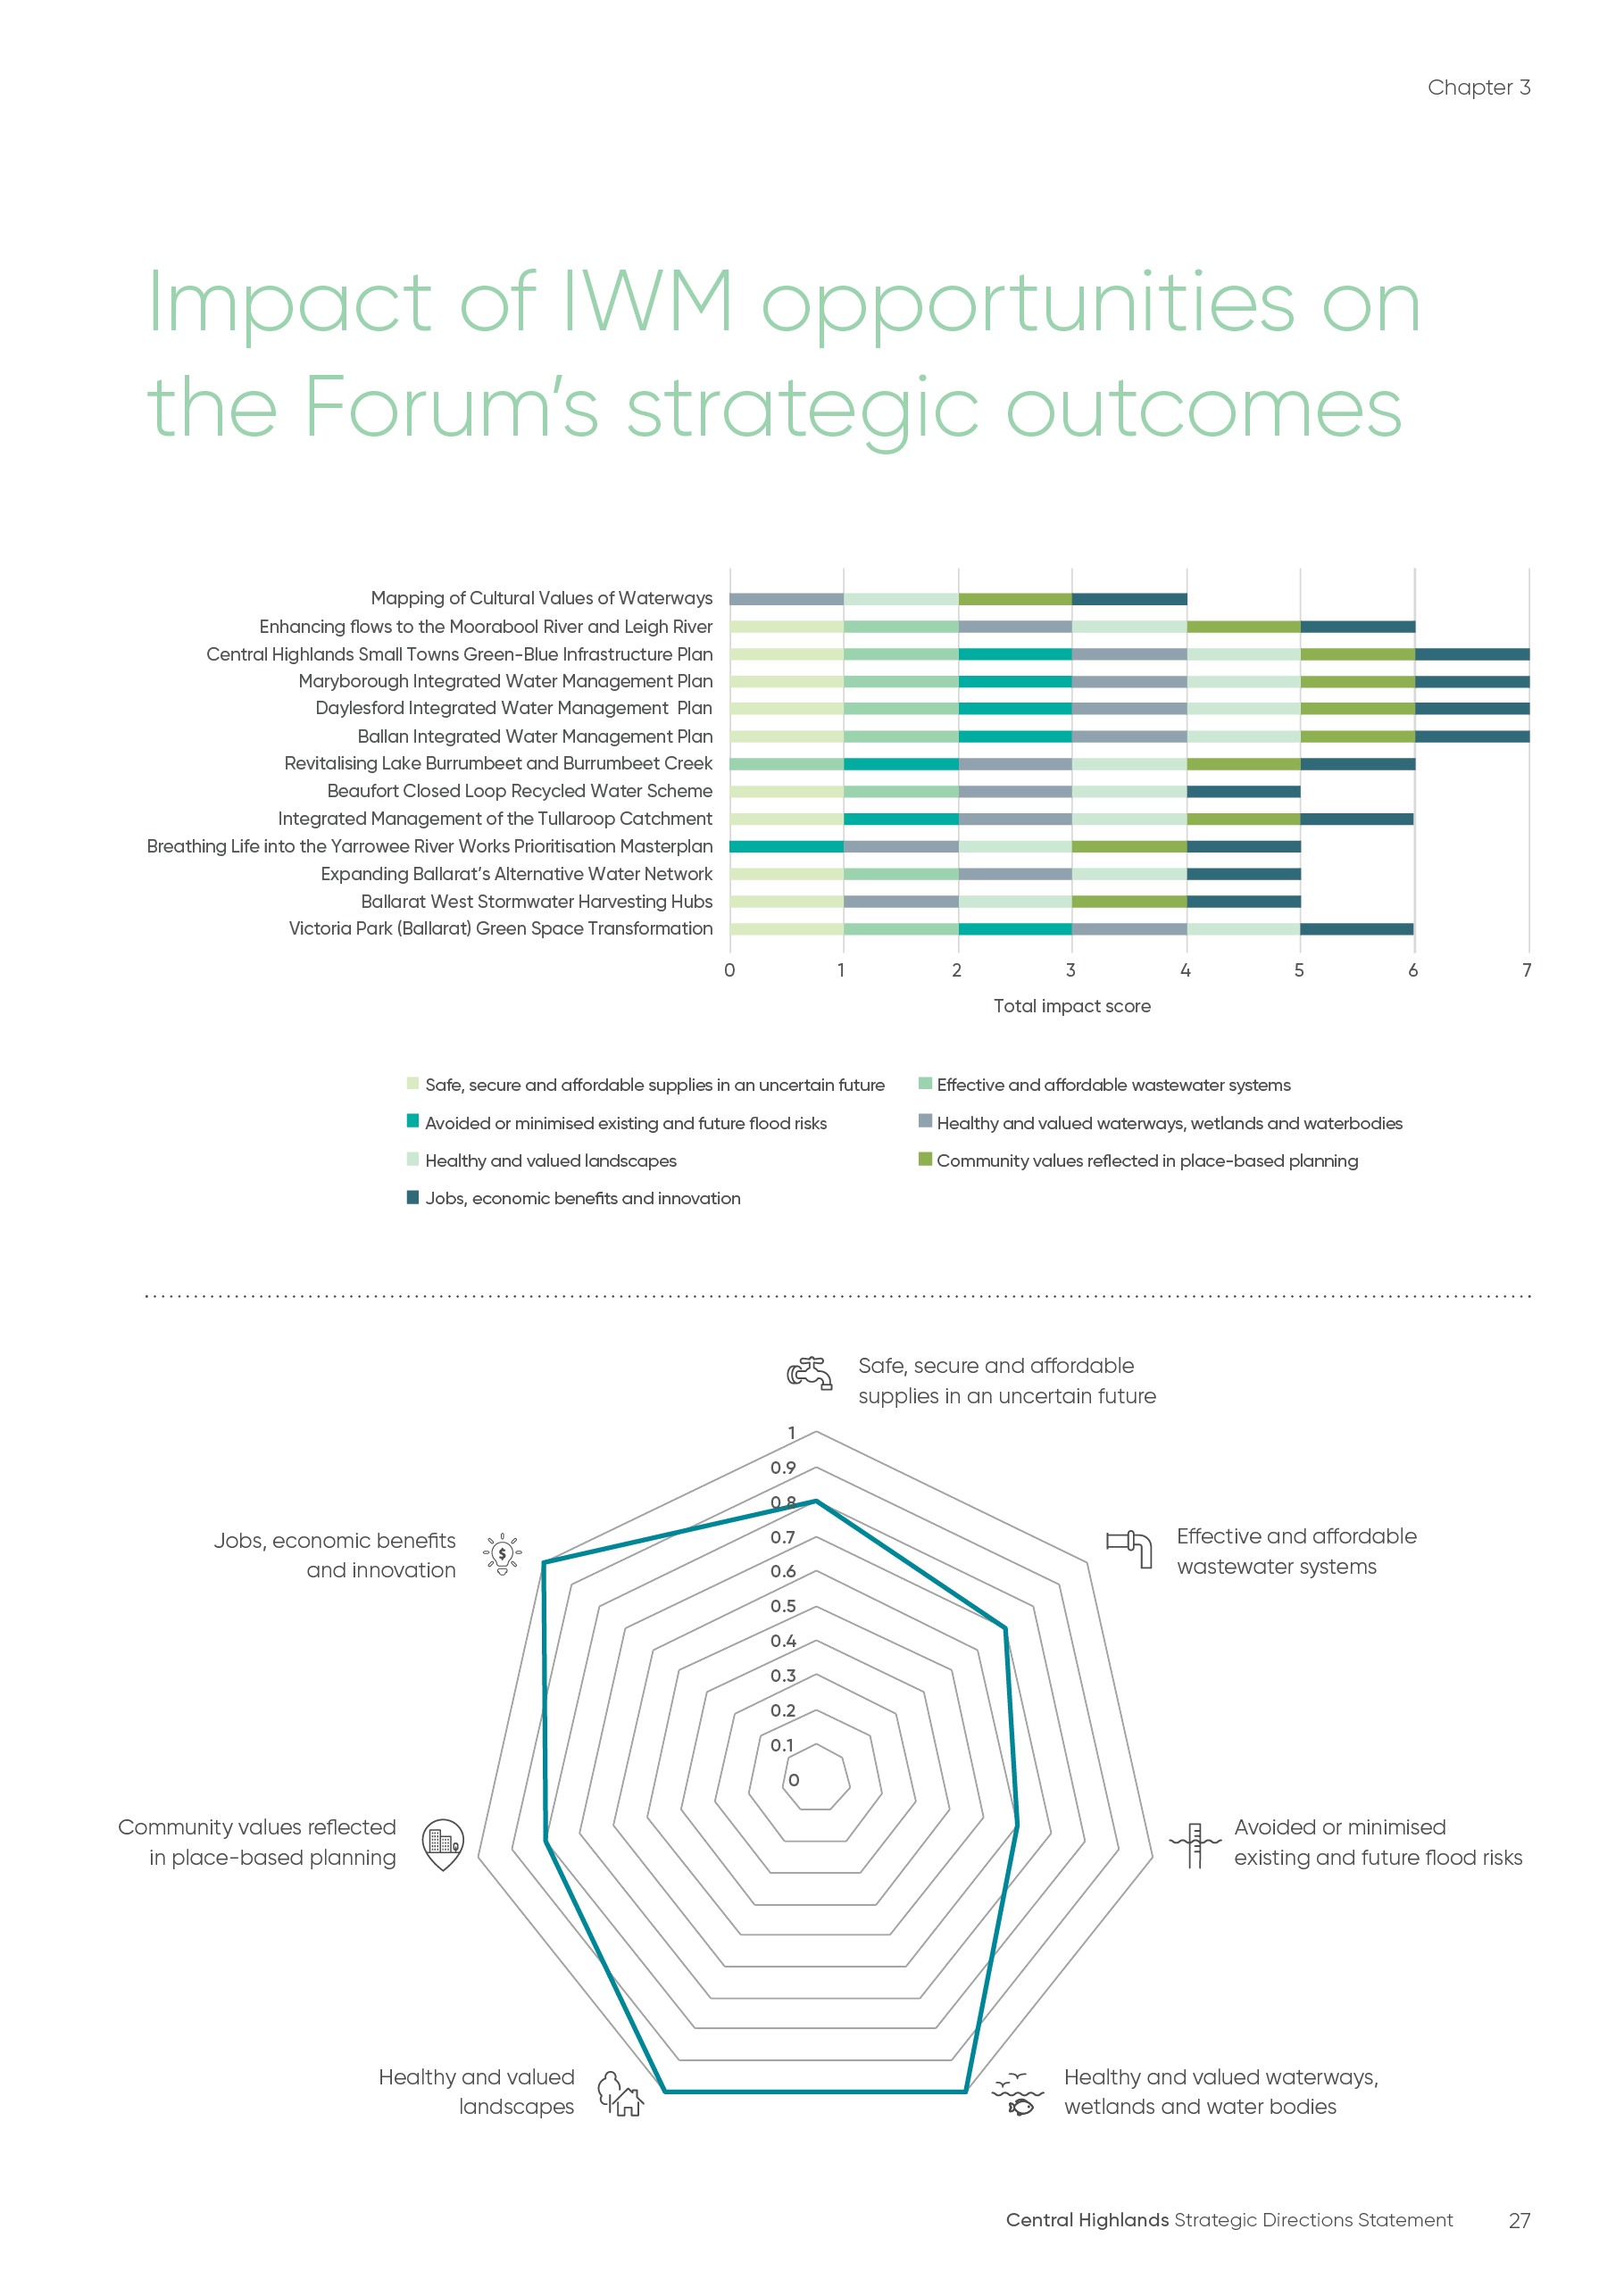 Chapter 3
Impact of IWM opportunities on
the Forum’s strategic outcomes
Mapping of Cultural Values of Waterways
Enhancing flows to the Moorabool River and Leigh River
Central Highlands Small Towns Green-Blue Infrastructure Plan
Maryborough Integrated Water Management Plan
Daylesford Integrated Water Management Plan
Ballan Integrated Water Management Plan
Revitalising Lake Burrumbeet and Burrumbeet Creek
Beaufort Closed Loop Recycled Water Scheme
Integrated Management of the Tullaroop Catchment
Breathing Life into the Yarrowee River Works Prioritisation Masterplan
Expanding Ballarat’s Alternative Water Network
Ballarat West Stormwater Harvesting Hubs
Victoria Park (Ballarat) Green Space Transformation
0 1 2 3 4 5 6 7
Total impact score
Safe, secure and affordable supplies in an uncertain future
Effective and affordable wastewater systems
Avoided or minimised existing and future flood risks
Healthy and valued waterways, wetlands and waterbodies
Healthy and valued landscapes
Community values reflected in place-based planning
Jobs, economic benefits and innovation
Safe, secure and affordable
supplies in an uncertain future
1
0.9
0.8
0.7
0.6
0.5
0.4
0.3
0.2
0.1
0
Jobs, economic benefits
and innovation
$
Effective and affordable
wastewater systems
Community values reflected
in place-based planning
Avoided or minimised
existing and future flood risks
Healthy and valued
landscapes
Healthy and valued waterways,
wetlands and water bodies
Central Highlands Strategic Directions Statement 27